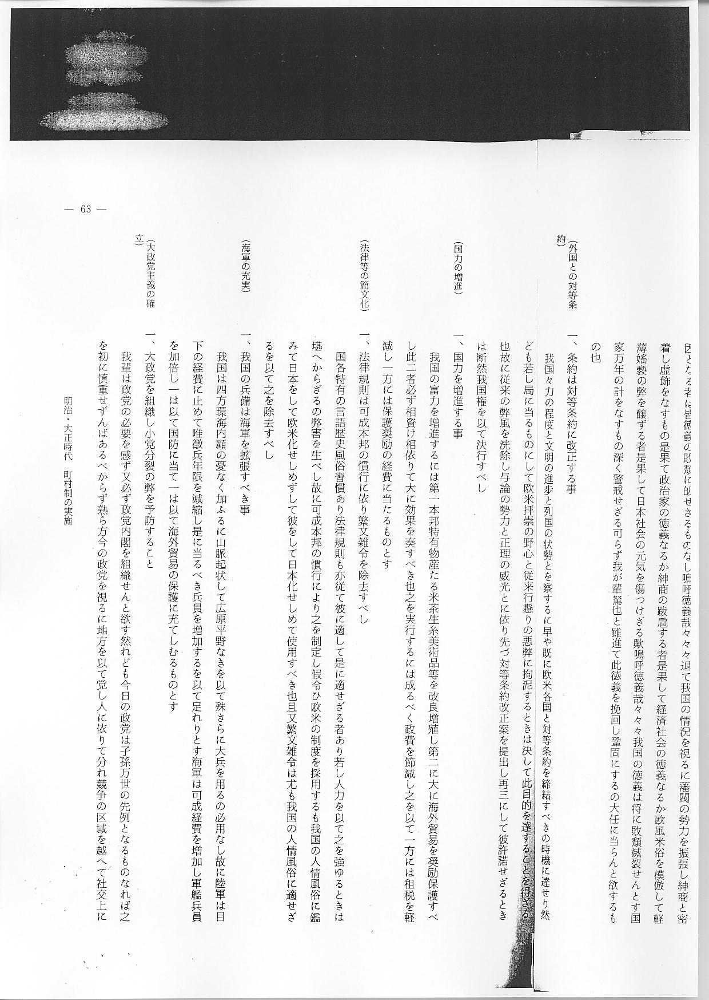 因となる者は皆徳義の敗頽に帰せさるものなし嗚呼徳義哉々々々退て我国の情況を視るに藩閥の勢力を振張し紳商と密
着し虚飾をなすもの是果て政治家の徳義なるか紳商の跋扈する者是果して経済社会の徳義なるか欧風米俗を模倣して軽
薄媱褻の弊を醸ずる者是果して日本社会の元気を傷つけざる歟嗚呼徳義哉々々々我国の徳義は将に敗頽滅裂せんとす国
家万年の計をなすもの深く警戒せざる可らず我が輩駑也と雖進て此徳義を挽回し鞏固にするの大任に当らんと欲するも
の也
(外国との対等条
約)
一、条約は対等条約に改正する事
我国々力の程度と文明の進歩と列国の状勢とを察するに早や既に欧米各国と対等条約を締結すべきの時機に達せり然
ども若し局に当るものにして欧米拝崇の野心と従来行懸りの悪弊に拘泥するときは決して此目的を達することを得ざる
也故に従来の弊風を洗除し与論の勢力と正理の威光とに依り先づ対等条約改正案を提出し再三にして彼許諾せざるとき
は断然我国権を以て決行すべし
(国力の増進)
一、国力を増進する事
我国の富力を増進するには第一本邦特有物産たる米茶生糸美術品等を改良増殖し第二に大に海外貿易を奨励保護すべ
し此二者必ず相資け相依りて大に効果を奏すべき也之を実行するには成るべく政費を節減し之を以て一方には租税を軽
減し一方には保護奨励の経費に当たるものとす
(法律等の簡文化)
一、法律規則は可成本邦の慣行に依り繁文雑令を除去すべし
国各特有の言語歴史風俗習慣あり法律規則も亦従て彼に適して是に適せざる者あり若し人力を以て之を強ゆるときは
堪へからざるの弊害を生べし故に可成本邦の慣行により之を制定し假令ひ欧米の制度を採用するも我国の人情風俗に鑑
みて日本をして欧米化せしめずして彼をして日本化せしめて使用すべき也且又繁文雑令は尤も我国の人情風俗に適せざ
るを以て之を除去すべし
(海軍の充実)
一、我国の兵備は海軍を拡張すべき事
我国は四方環海内顧の憂なく加ふるに山脈起状して広原平野なきを以て殊さらに大兵を用るの必用なし故に陸軍は目
下の経費に止めて唯徴兵年限を減縮し是に当るべき兵員を増加するを以て足れりとす海軍は可成経費を増加し軍艦兵員
を加倍し一は以て国防に当て一は以て海外貿易の保護に充てしむるものとす
(大政党主義の確
立)
一、大政党を組織し小党分裂の弊を予防すること
我輩は政党の必要を感ず又必ず政党内閣を組織せんと欲す然れども今日の政党は子孫万世の先例となるものなれば之
を初に慎重せずんばあるべからず熟ら方今の政党を視るに地方を以て党し人に依りて分れ競争の区域を越へて社交上に
明治・大正時代 町村制の実施
— 63 —